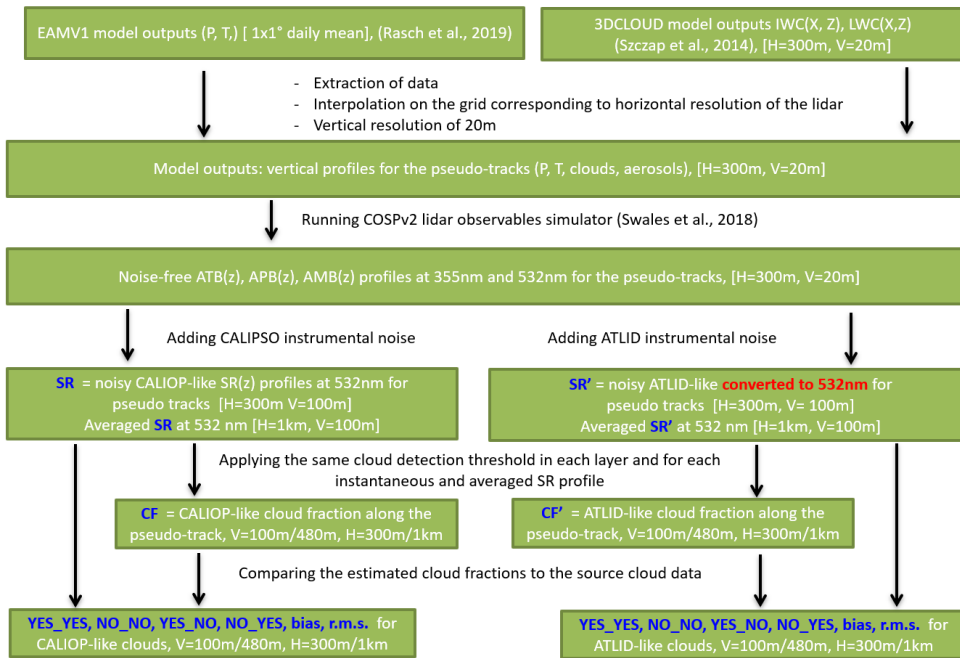 EAMV1 model outputs (P, T,) [ 1x1° daily mean], (Rasch et al., 2019)
3DCLOUD model outputs IWC(X, Z), LWC(X,Z)
(Szczap et al., 2014), [H=300m, V=20m]
- Extraction of data
- Interpolation on the grid corresponding to horizontal resolution of the lidar
- Vertical resolution of 20m
Model outputs: vertical profiles for the pseudo-tracks (P, T, clouds, aerosols), [H=300m, V=20m]
Running COSPv2 lidar observables simulator (Swales et al., 2018)
Noise-free ATB(z), APB(z), AMB(z) profiles at 355nm and 532nm for the pseudo-tracks, [H=300m, V=20m]
Adding CALIPSO instrumental noise
Adding ATLID instrumental noise
SR = noisy CALIOP-like SR(z) profiles at 532nm for
pseudo tracks [H=300m V=100m]
Averaged SR at 532 nm [H=1km, V=100m]
SR’ = noisy ATLID-like converted to 532nm for
pseudo tracks [H=300m, V= 100m]
Averaged SR’ at 532 nm [H=1km, V=100m]
Applying the same cloud detection threshold in each layer and for each
instantaneous and averaged SR profile
CF = CALIOP-like cloud fraction along the
pseudo-track, V=100m/480m, H=300m/1km
CF’ = ATLID-like cloud fraction along the
pseudo-track, V=100m/480m, H=300m/1km
Comparing the estimated cloud fractions to the source cloud data
YES_YES, NO_NO, YES_NO, NO_YES, bias, r.m.s. for
CALIOP-like clouds, V=100m/480m, H=300m/1km
YES_YES, NO_NO, YES_NO, NO_YES, bias, r.m.s. for
ATLID-like clouds, V=100m/480m, H=300m/1km